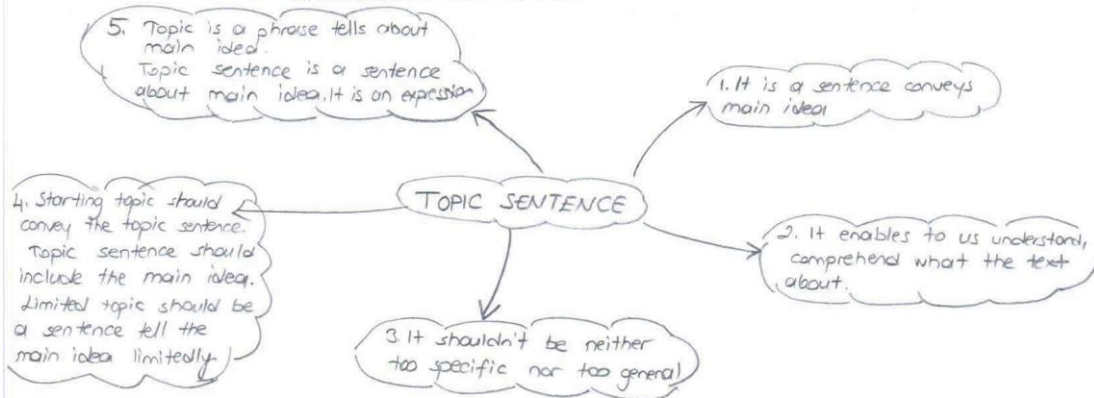 5. Topic is a phrase tells about
main idea.
Topic sentence is a sentence
about main idea. It is an expression
1. It is a sentence conveys
main idea
TOPIC SENTENCE
4. Starting topic should
convey the topic sentence.
Topic sentence should
include the main idea.
Limited topic should be
a sentence tell the
main idea limitedly.
2. It enables to us understand,
comprehend what the text
about.
3. It shouldn't be neither
too specific nor too general